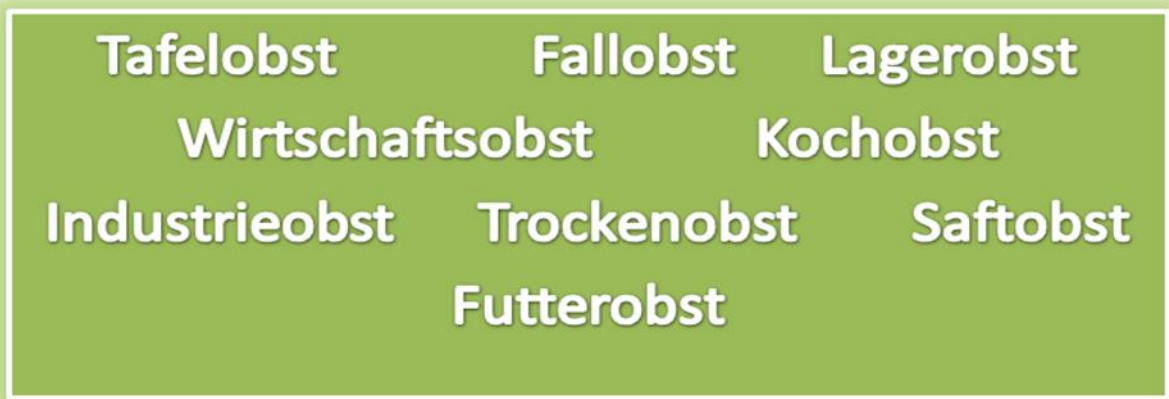 Tafelobst Fallobst Lagerobst
Wirtschaftsobst Kochobst
Industrieobst Trockenobst Saftobst
Futterobst